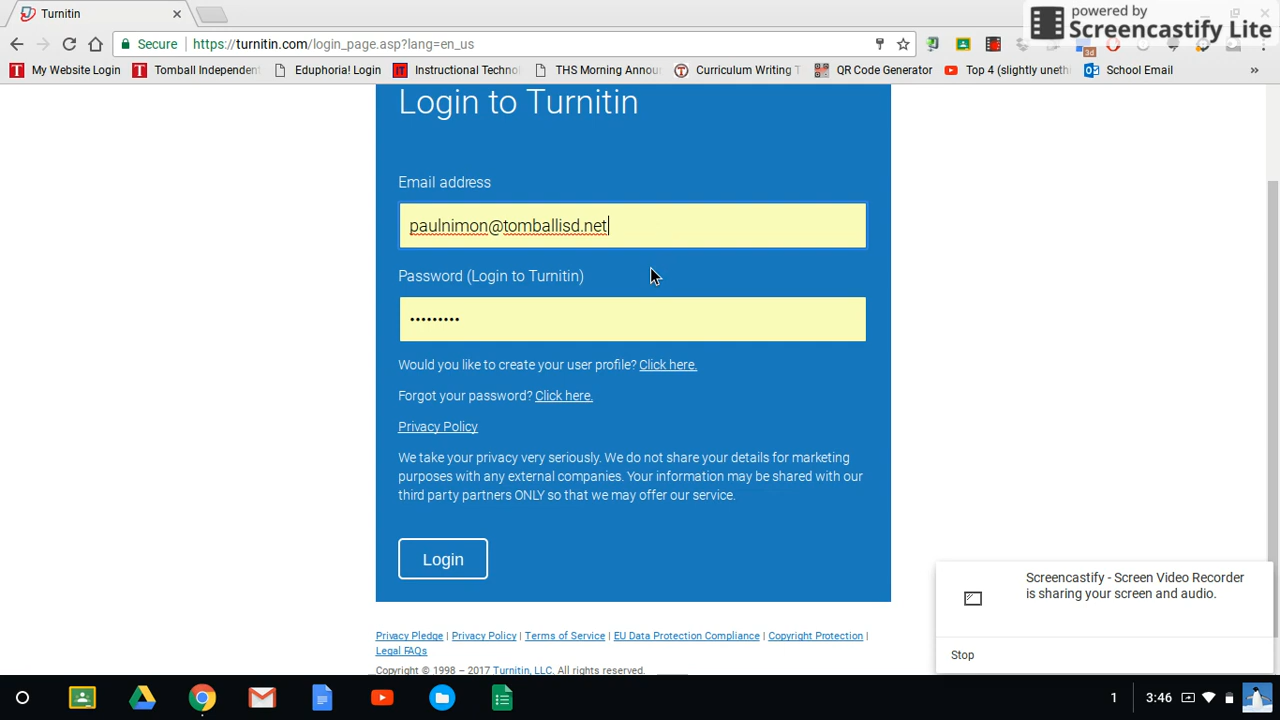 Turnitin
powered by
Screencastify Lite
Secure https://turnitin.com/login_page.asp?lng=en_us
3d
My Website Login Tomball Independen Eduphoria! Login Instructional Techno THS Morning Annou Curriculum Writing T QR Code Generator Top 4 (slightly uneth School Email »
Login to Turnitin
Email address
paulnimon@tomballisd.net
Password (Login to Turnitin)
•••••••••
Would you like to create your user profile? Click here.
Forgot your password? Click here.
Privacy Policy
We take your privacy very seriously. We do not share your details for marketing
purposes with any external companies. Your information may be shared with our
third party partners ONLY so that we may offer our service.
Login
Screencastify - Screen Video Recorder
is sharing your screen and audio.
Stop
Privacy Pledge | Privacy Policy | Terms of Service | EU Data Protection Compliance | Copyright Protection |
Legal FAQs
Copyright © 1998 – 2017 Turnitin, LLC. All rights reserved.
1 3:46